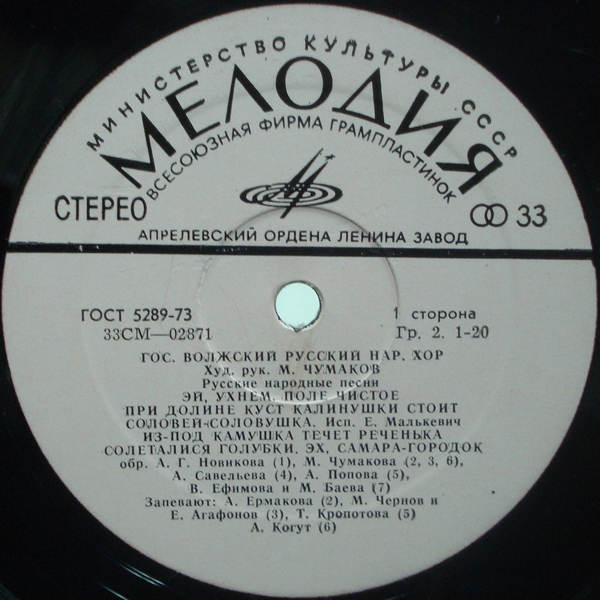 МИНИСТЕРСТВО КУЛЬТУРЫ СССР
МЕЛОДИЯ
ВСЕСОЮЗНАЯ ФИРМА ГРАМПЛАСТИНОК
СТЕРЕО
33
АПРЕЛЕВСКИЙ ОРДЕНА ЛЕНИНА ЗАВОД
ГОСТ 5289-73
1 сторона
33СМ—02871
Гр. 2. 1-20
ГОС. ВОЛЖСКИЙ РУССКИЙ НАР. ХОР
Худ. рук. М. ЧУМАКОВ
Русские народные песни
ЭЙ, УХНЕМ. ПОЛЕ ЧИСТОЕ
ПРИ ДОЛИНЕ КУСТ КАЛИНУШКИ СТОИТ
СОЛОВЕЙ-СОЛОВУШКА. Исп. Е. Малькевич
ИЗ-ПОД КАМУШКА ТЕЧЕТ РЕЧЕНЬКА
СОЛЕТАЛИСЯ ГОЛУБКИ. ЭХ, САМАРА-ГОРОДОК
обр. А. Г. Новикова (1), М. Чумакова (2, 3, 6),
А. Савельева (4), А. Попова (5),
В. Ефимова и М. Баева (7)
Запевают: А. Ермакова (2), М. Чернов и
Е. Агафонов (3), Т. Кропотова (5)
А. Когут (6)